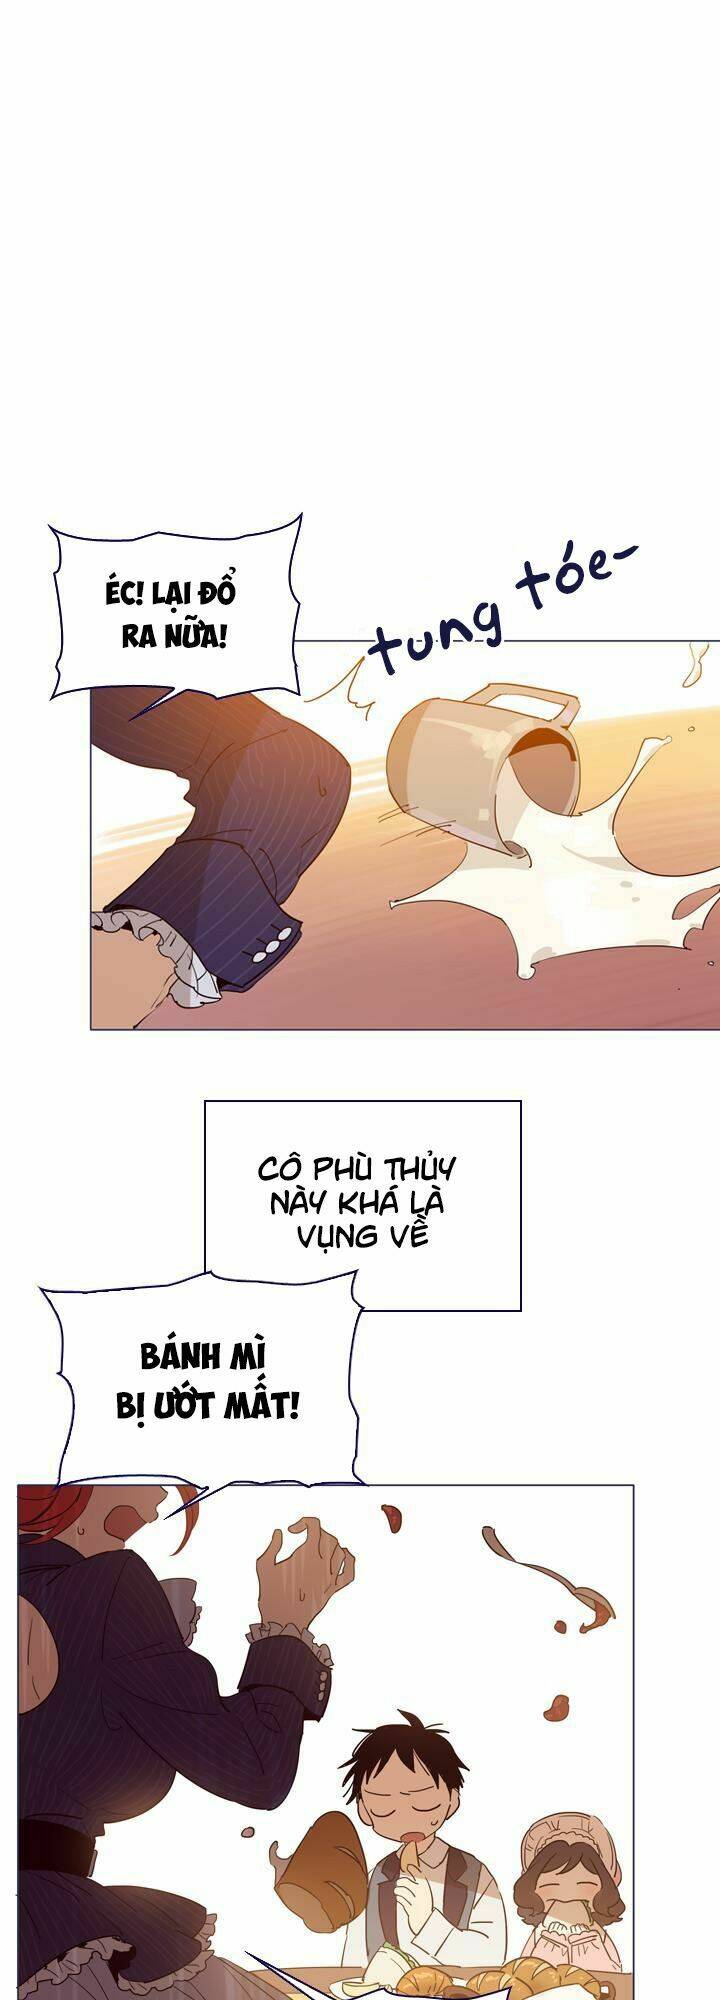 ÉC! LẠI ĐỔ
RA NỮA!
tung tóe-
CÔ PHÙ THỦY
NÀY KHÁ LÀ
VỤNG VỀ
BÁNH MÌ
BỊ ƯỚT MẤT!